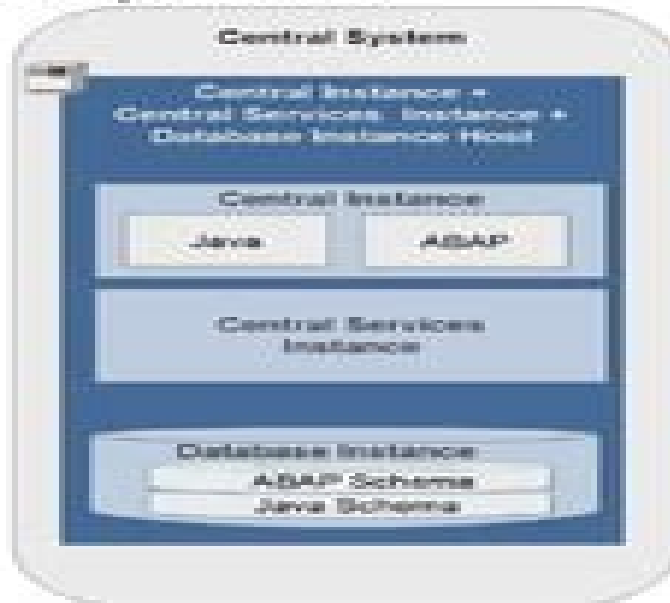 Central System
Central Instance +
Central Services Instance +
Database Instance Host
Central Instance
Java
ABAP
Central Services
Instance
Database Instance
ABAP Schema
Java Schema